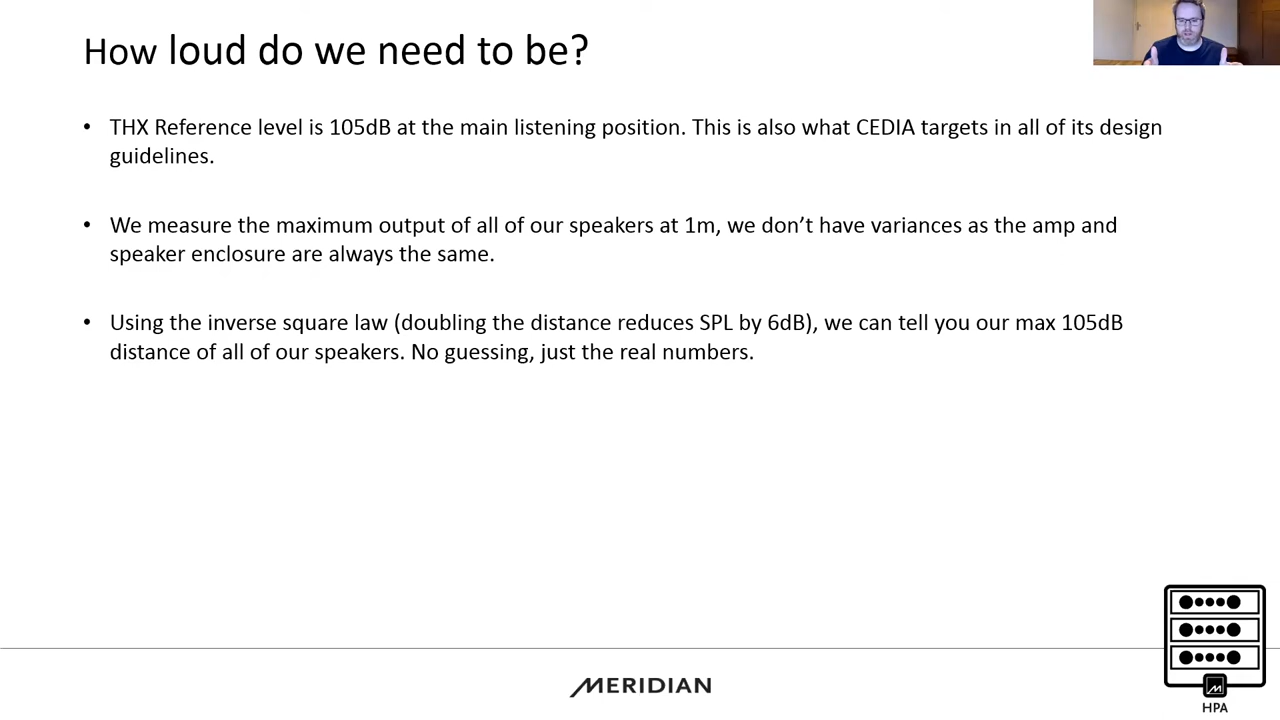 How loud do we need to be?
• THX Reference level is 105dB at the main listening position. This is also what CEDIA targets in all of its design
guidelines.
• We measure the maximum output of all of our speakers at 1m, we don’t have variances as the amp and
speaker enclosure are always the same.
• Using the inverse square law (doubling the distance reduces SPL by 6dB), we can tell you our max 105dB
distance of all of our speakers. No guessing, just the real numbers.
MERIDIAN
HPA